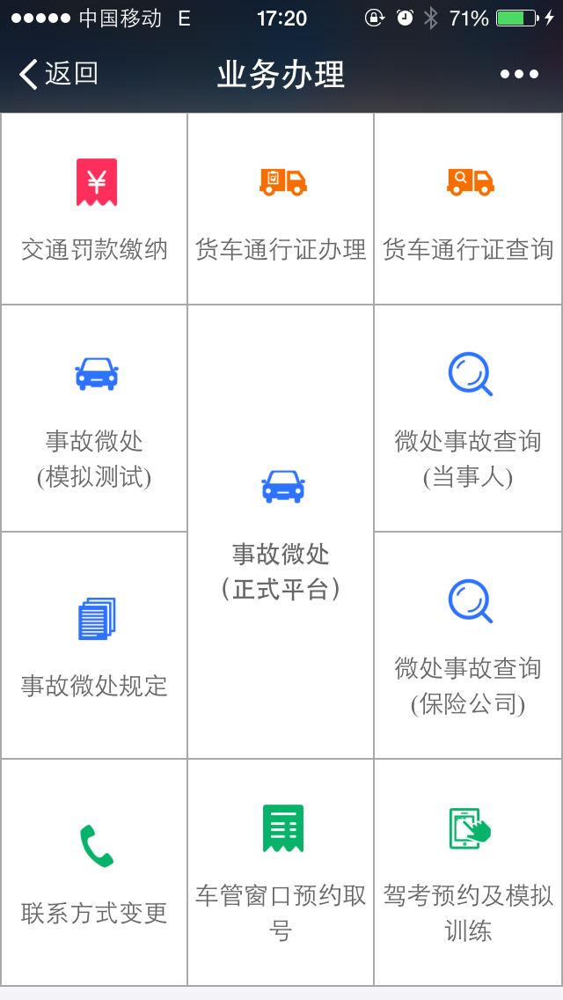 中国移动 E 17:20 71%
返回 业务办理
¥
交通罚款缴纳 货车通行证办理 货车通行证查询
事故微处
(模拟测试)
微处事故查询
(当事人)
事故微处
（正式平台）
事故微处规定
微处事故查询
(保险公司)
联系方式变更
车管窗口预约取
号
驾考预约及模拟
训练